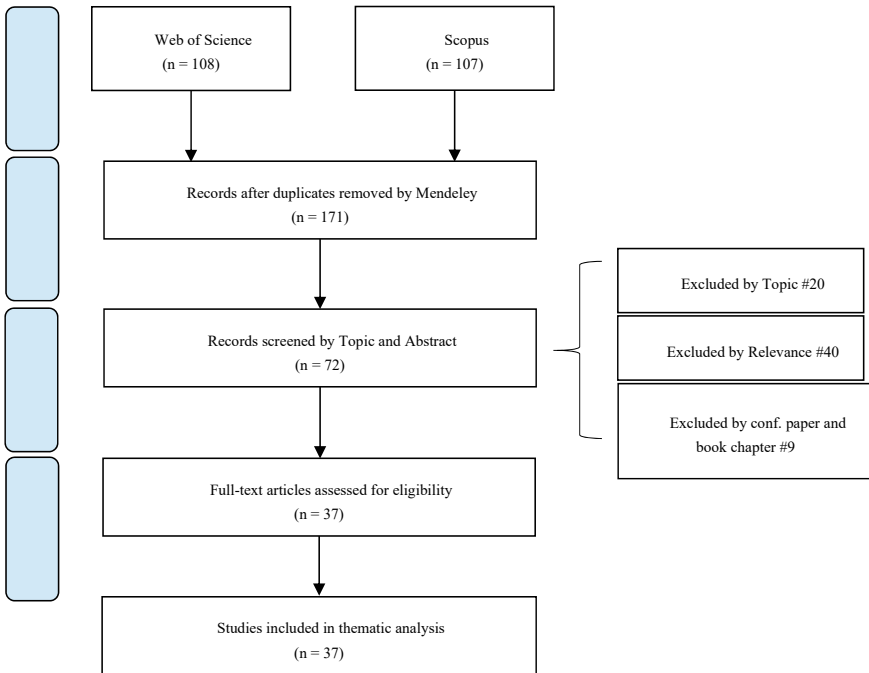 Web of Science
(n = 108)
Scopus
(n = 107)
Records after duplicates removed by Mendeley
(n = 171)
Records screened by Topic and Abstract
(n = 72)
Excluded by Topic #20
Excluded by Relevance #40
Excluded by conf. paper and
book chapter #9
Full-text articles assessed for eligibility
(n = 37)
Studies included in thematic analysis
(n = 37)